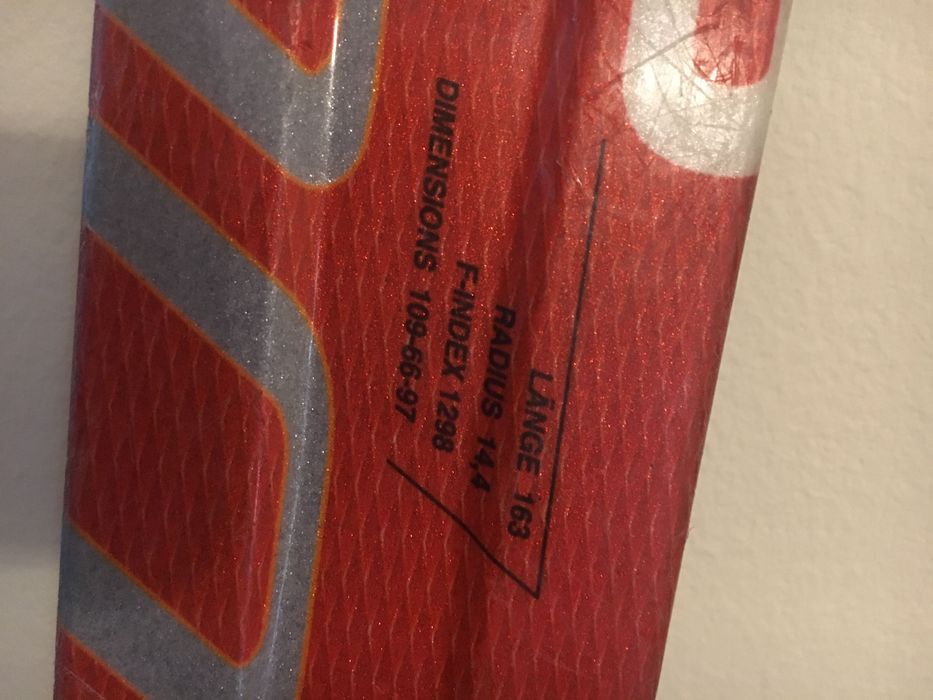 LÄNGE 163
RADIUS 14,4
F-INDEX 1298
DIMENSIONS 109-66-97